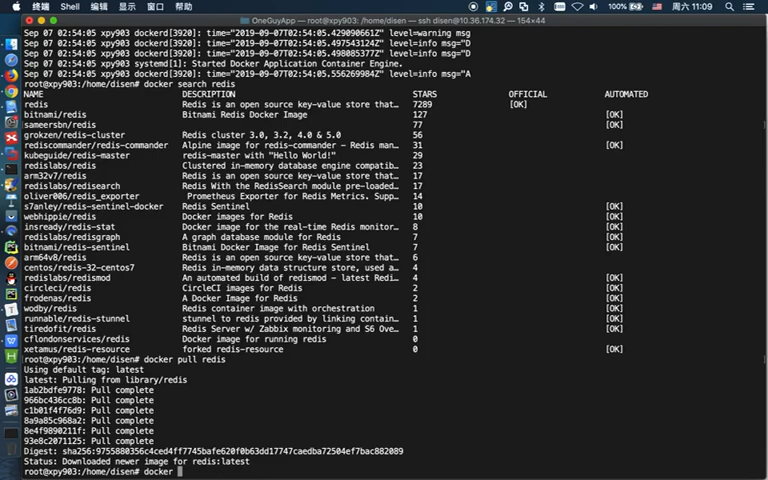 终端 Shell 编辑 显示 窗口 帮助 100% 周六 11:09
OneGuyApp — root@xpy903: /home/disen — ssh disen@10.36.174.32 — 154×44
Sep 07 02:54:05 xpy903 dockerd[3920]: time="2019-09-07T02:54:05.429090661Z" level=warning msg
Sep 07 02:54:05 xpy903 dockerd[3920]: time="2019-09-07T02:54:05.497543124Z" level=info msg="D
Sep 07 02:54:05 xpy903 dockerd[3920]: time="2019-09-07T02:54:05.498085377Z" level=info msg="D
Sep 07 02:54:05 xpy903 systemd[1]: Started Docker Application Container Engine.
Sep 07 02:54:05 xpy903 dockerd[3920]: time="2019-09-07T02:54:05.556269984Z" level=info msg="A
root@xpy903:/home/disen# docker search redis
NAME DESCRIPTION STARS OFFICIAL AUTOMATED
redis Redis is an open source key-value store that… 7289 [OK]
bitnami/redis Bitnami Redis Docker Image 127 [OK]
sameersbn/redis 77 [OK]
grokzen/redis-cluster Redis cluster 3.0, 3.2, 4.0 & 5.0 56
rediscommander/redis-commander Alpine image for redis-commander - Redis man… 31 [OK]
kubeguide/redis-master redis-master with "Hello World!" 29
redislabs/redis Clustered in-memory database engine compatib… 23
arm32v7/redis Redis is an open source key-value store that… 17
redislabs/redisearch Redis With the RedisSearch module pre-loaded… 17
oliver006/redis_exporter Prometheus Exporter for Redis Metrics. Supp… 14
s7anley/redis-sentinel-docker Redis Sentinel 10 [OK]
webhippie/redis Docker images for Redis 10 [OK]
insready/redis-stat Docker image for the real-time Redis monitor… 8 [OK]
redislabs/redisgraph A graph database module for Redis 7 [OK]
bitnami/redis-sentinel Bitnami Docker Image for Redis Sentinel 7 [OK]
arm64v8/redis Redis is an open source key-value store that… 6
centos/redis-32-centos7 Redis in-memory data structure store, used a… 4
redislabs/redismod An automated build of redismod - latest Redi… 4 [OK]
circleci/redis CircleCI images for Redis 2 [OK]
frodenas/redis A Docker Image for Redis 2 [OK]
wodby/redis Redis container image with orchestration 1 [OK]
runnable/redis-stunnel stunnel to redis provided by linking contain… 1 [OK]
tiredofit/redis Redis Server w/ Zabbix monitoring and S6 Ove… 1 [OK]
cflondonservices/redis Docker image for running redis 0
xetamus/redis-resource forked redis-resource 0 [OK]
root@xpy903:/home/disen# docker pull redis
Using default tag: latest
latest: Pulling from library/redis
1ab2bdfe9778: Pull complete
966bc436cc8b: Pull complete
c1b01f4f76d9: Pull complete
8a9a85c968a2: Pull complete
8e4f9890211f: Pull complete
93e8c2071125: Pull complete
Digest: sha256:9755880356c4ced4ff7745bafe620f0b63dd17747caedba72504ef7bac882089
Status: Downloaded newer image for redis:latest
root@xpy903:/home/disen# docker